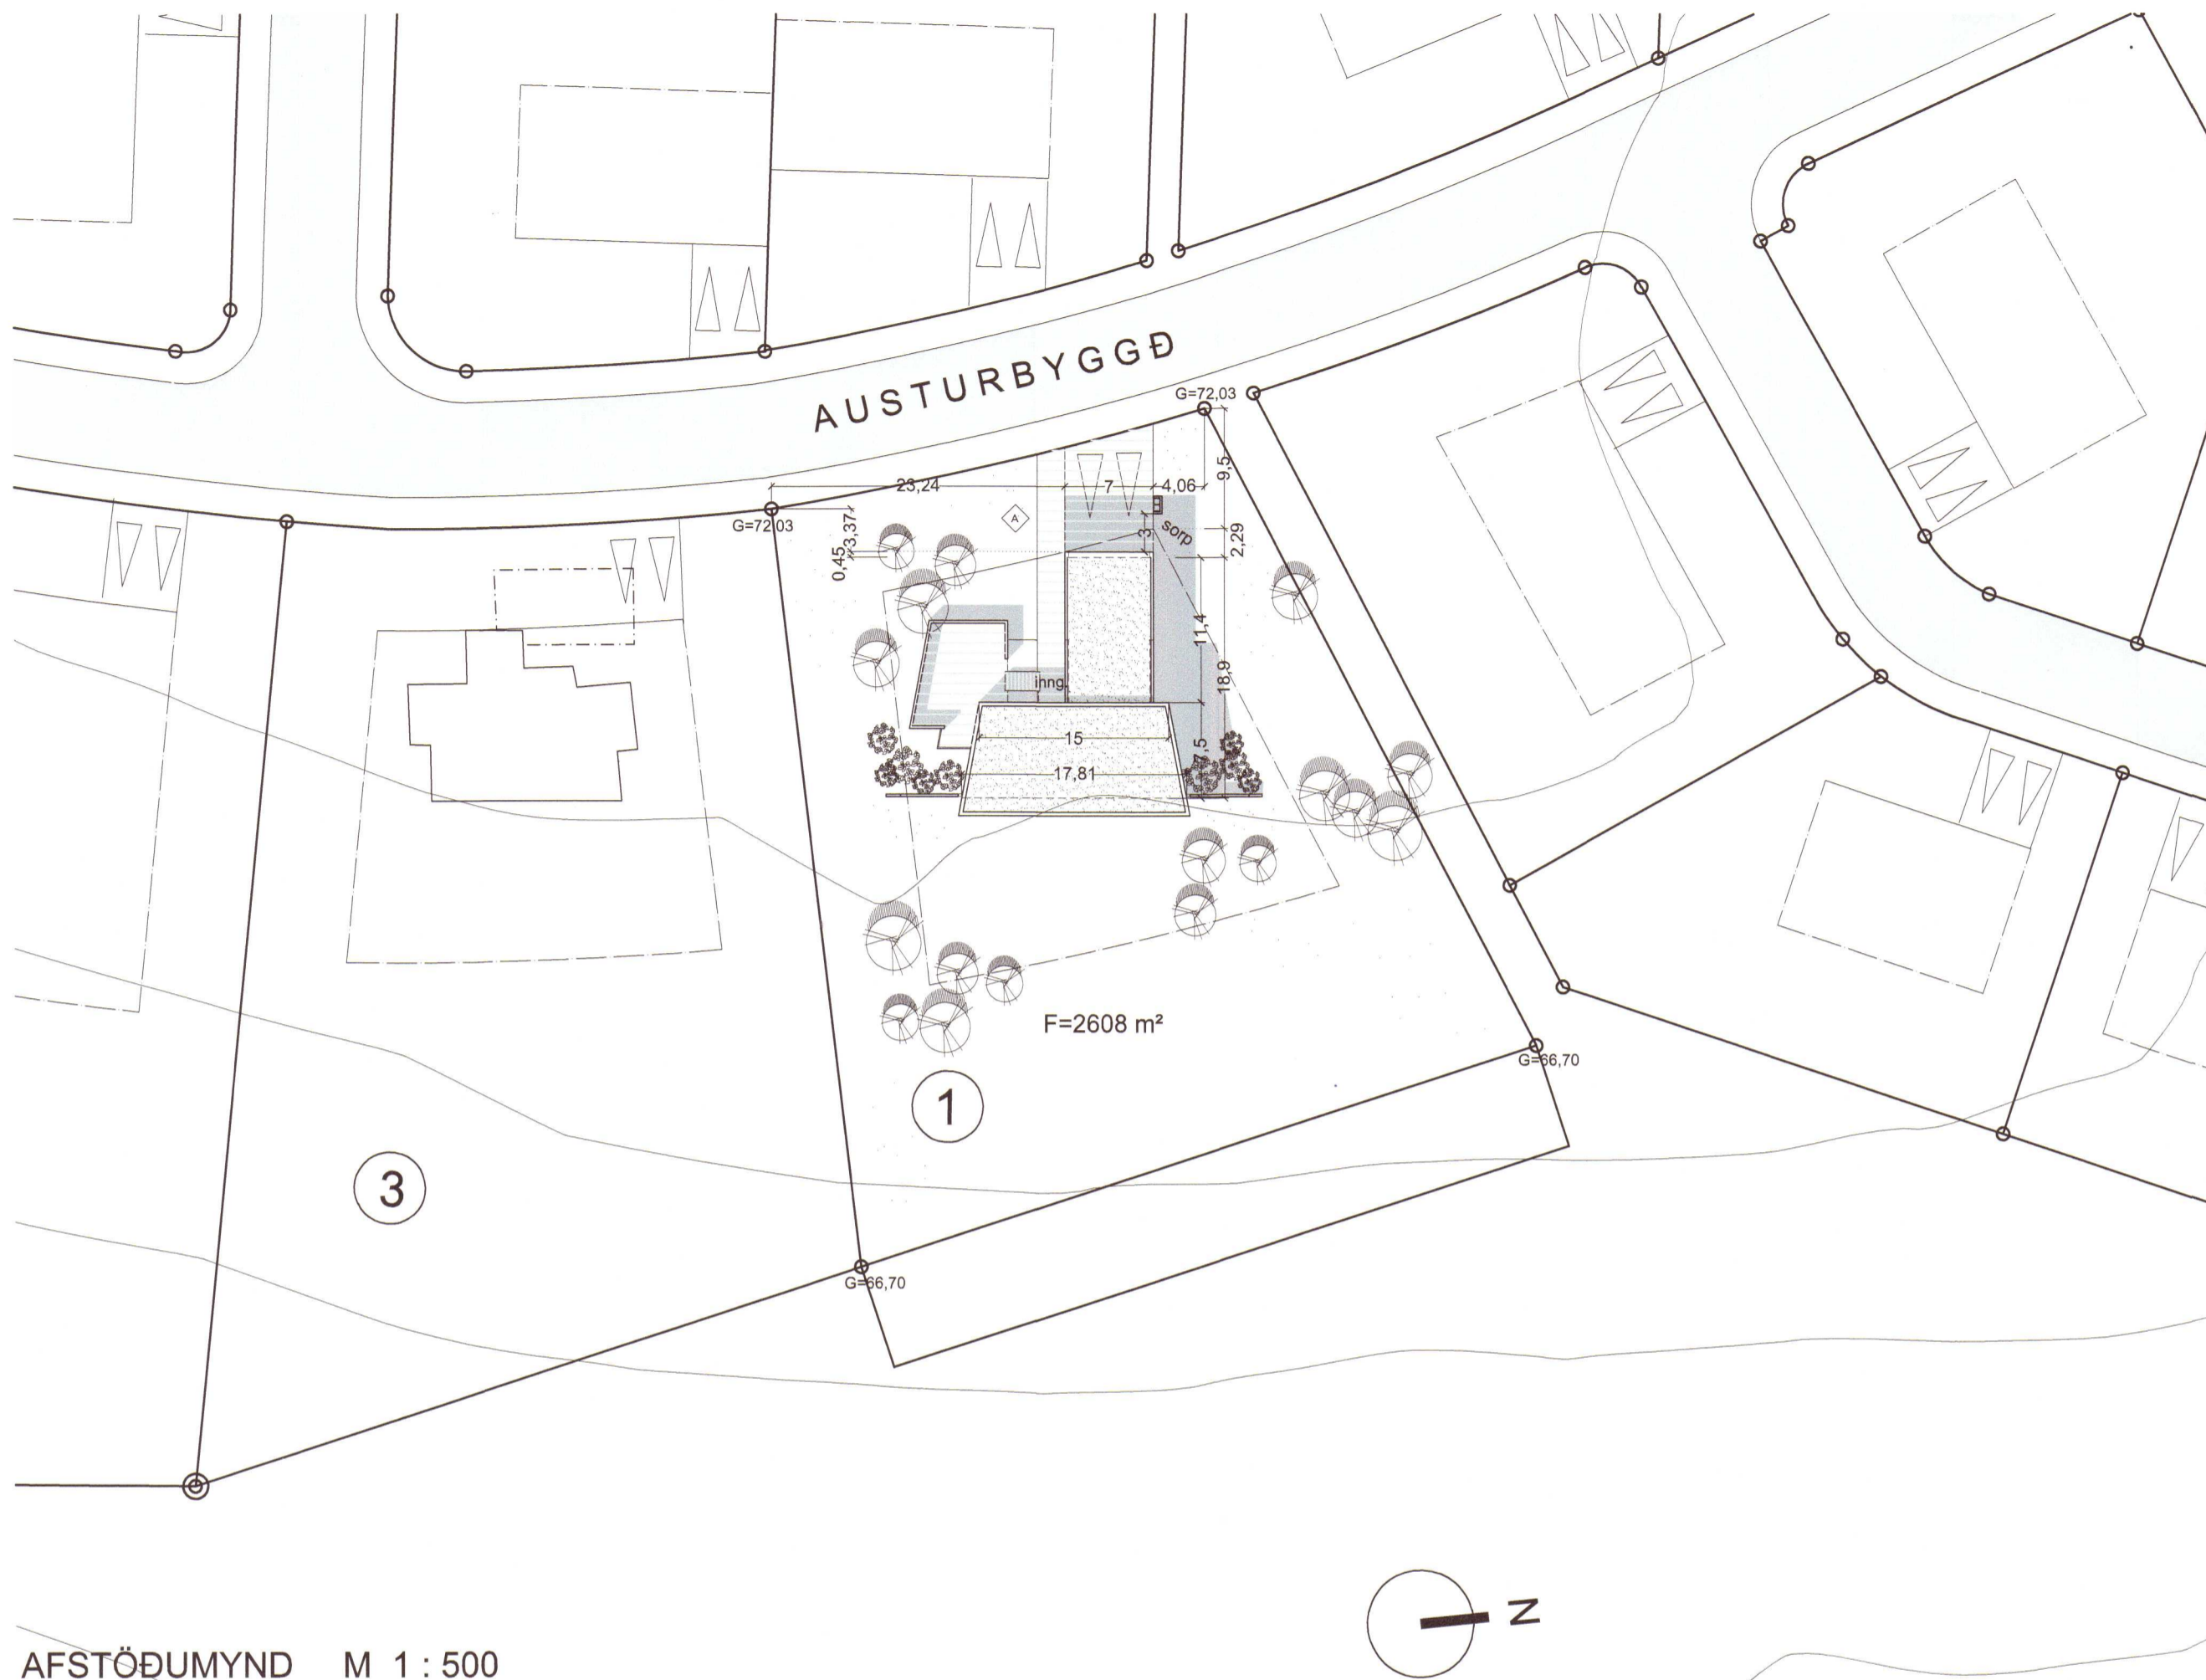 AUSTURBYGGÐ
G=72,03
G=72,03
23,24
7
4,06
9,5
A
3,37
0,45
3
sorp
2,29
11,4
18,9
inng.
7,5
15
17,81
F=2608 m²
G=66,70
1
3
G=66,70
N
AFSTÖÐUMYND M 1 : 500